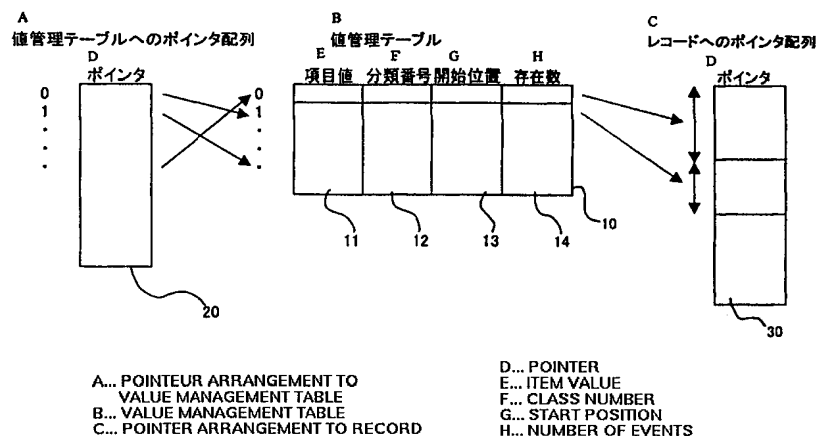 A
値管理テーブルへのポインタ配列
D
ポインタ
0
1
20
B
値管理テーブル
E F G H
項目値 分類番号 開始位置 存在数
0
1
11 12 13 14
10
C
レコードへのポインタ配列
D
ポインタ
30
A... POINTEUR ARRANGEMENT TO
VALUE MANAGEMENT TABLE
B... VALUE MANAGEMENT TABLE
C... POINTER ARRANGEMENT TO RECORD
D... POINTER
E... ITEM VALUE
F... CLASS NUMBER
G... START POSITION
H... NUMBER OF EVENTS